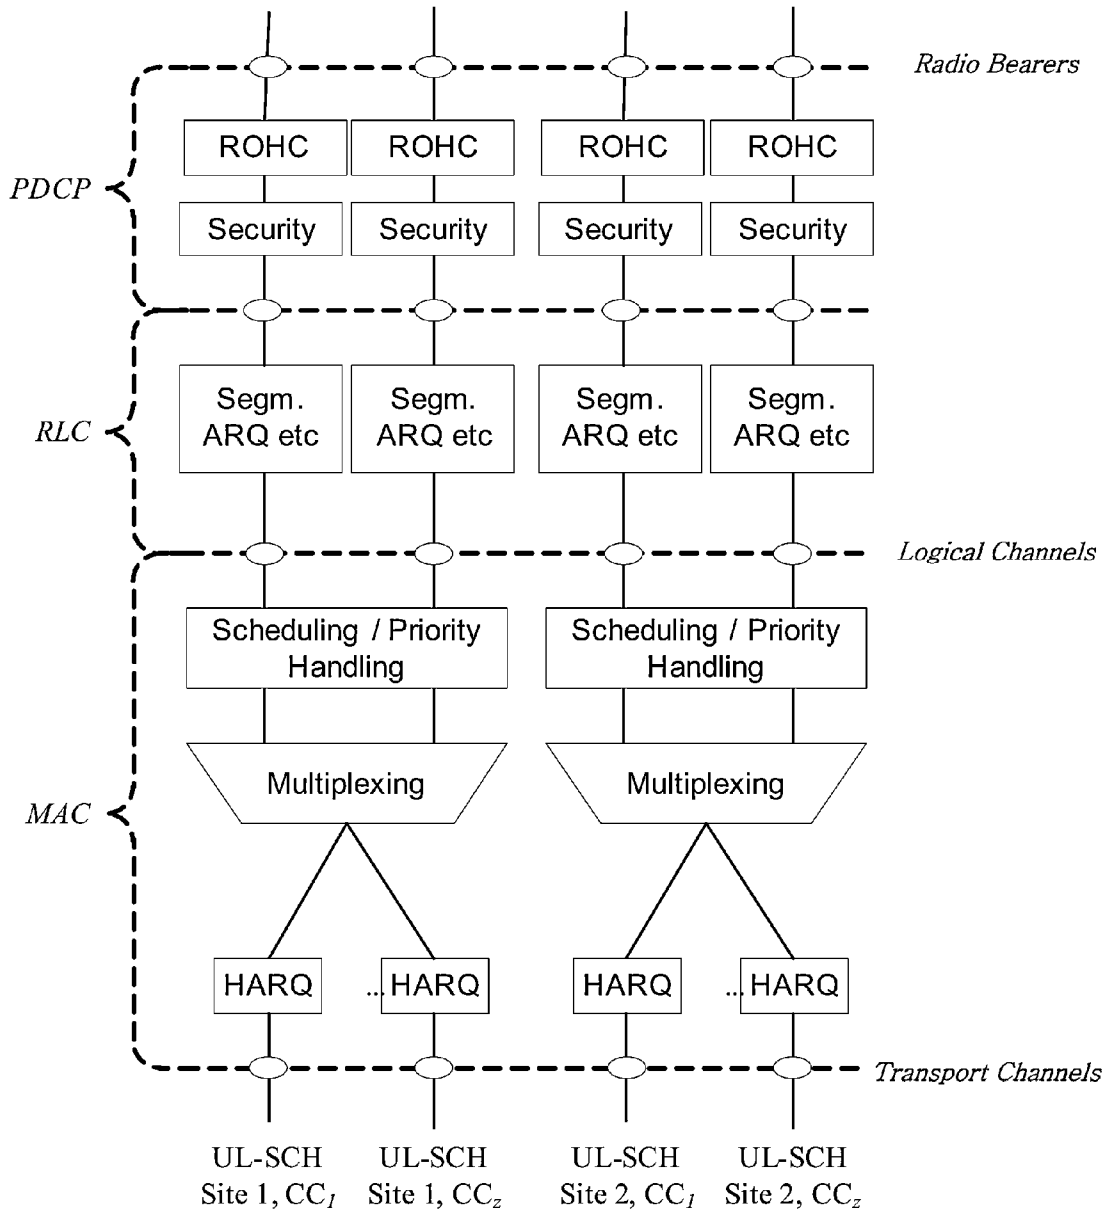 Radio Bearers
ROHC ROHC ROHC ROHC
PDCP
Security Security Security Security
Segm. Segm. Segm. Segm.
RLC
ARQ etc ARQ etc ARQ etc ARQ etc
Logical Channels
Scheduling / Priority Scheduling / Priority
Handling Handling
Multiplexing Multiplexing
MAC
HARQ ...HARQ HARQ ...HARQ
Transport Channels
UL-SCH UL-SCH UL-SCH UL-SCH
Site 1, CC1 Site 1, CCz Site 2, CC1 Site 2, CCz